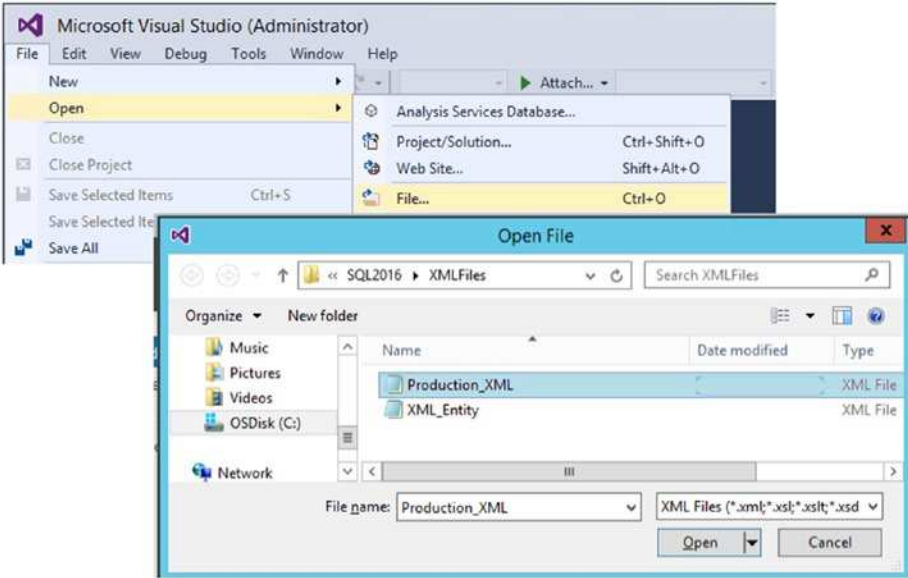 Microsoft Visual Studio (Administrator)
File Edit View Debug Tools Window Help
New
Attach...
Open
Analysis Services Database...
Close
Project/Solution... Ctrl+Shift+O
Close Project
Web Site... Shift+Alt+O
Save Selected Items Ctrl+S
File... Ctrl+O
Save Selected Ite
Save All
Open File
« SQL2016 XMLFiles
Search XMLFiles
Organize New folder
Music
Pictures
Videos
OSDisk (C:)
Network
Name Date modified Type
Production_XML XML File
XML_Entity XML File
File name: Production_XML XML Files (*.xml;*.xsl;*.xslt;*.xsd
Open Cancel